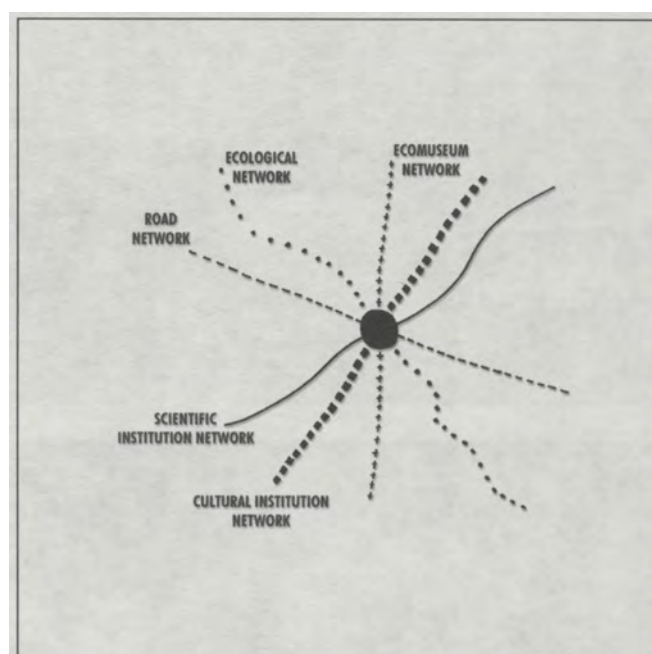 ECOLOGICAL
NETWORK
ECOMUSEUM
NETWORK
ROAD
NETWORK
SCIENTIFIC
INSTITUTION NETWORK
CULTURAL INSTITUTION
NETWORK